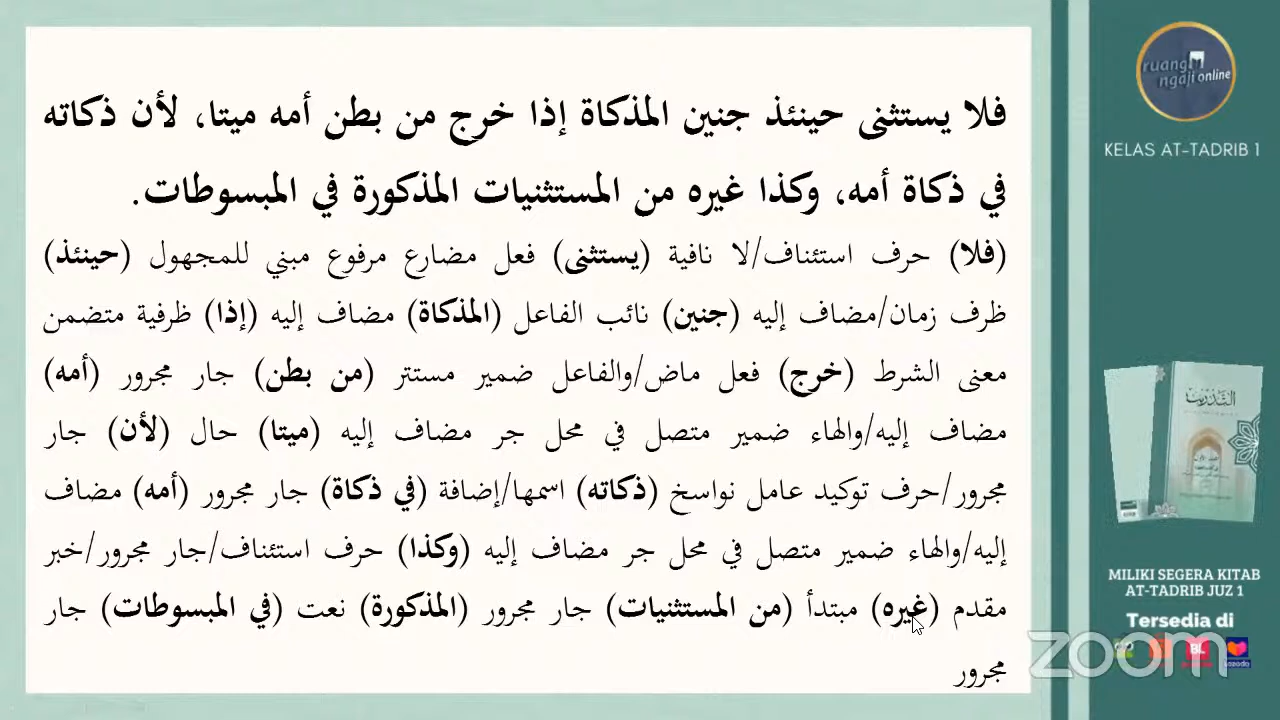 فلا يستثنى حينئذ جنين المذكاة إذا خرج من بطن أمه ميتا، لأن ذكاته
في ذكاة أمه، وكذا غيره من المستثنيات المذكورة في المبسوطات.
(فلا) حرف استئناف/لا نافية (يستثنى) فعل مضارع مرفوع مبني للمجهول (حينئذ)
ظرف زمان/مضاف إليه (جنين) نائب الفاعل (المذكاة) مضاف إليه (إذا) ظرفية متضمن
معنى الشرط (خرج) فعل ماض/والفاعل ضمير مستتر (من بطن) جار مجرور (أمه)
مضاف إليه/والهاء ضمير متصل في محل جر مضاف إليه (ميتا) حال (لأن) جار
مجرور/حرف توكيد عامل نواسخ (ذكاته) اسمها/إضافة (في ذكاة) جار مجرور (أمه) مضاف
إليه/والهاء ضمير متصل في محل جر مضاف إليه (وكذا) حرف استئناف/جار مجرور/خبر
مقدم (غيره) مبتدأ (من المستثنيات) جار مجرور (المذكورة) نعت (في المبسوطات) جار
مجرور
ruang
ngaji online
KELAS AT-TADRIB 1
التدريب
MILIKI SEGERA KITAB
AT-TADRIB JUZ 1
Tersedia di
BL
zoom